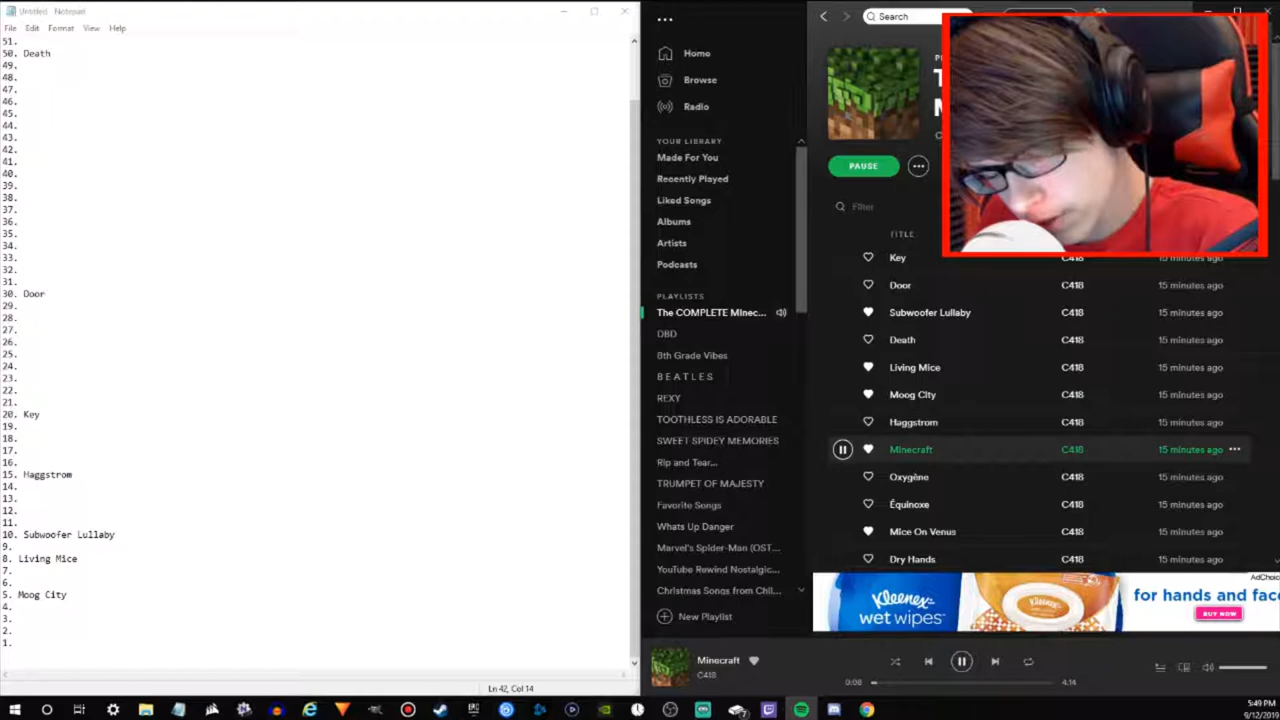 Untitled - Notepad
File Edit Format View Help
51.
50. Death
49.
48.
47.
46.
45.
44.
43.
42.
41.
40.
39.
38.
37.
36.
35.
34.
33.
32.
31.
30. Door
29.
28.
27.
26.
25.
24.
23.
22.
21.
20. Key
19.
18.
17.
16.
15. Haggstrom
14.
13.
12.
11.
10. Subwoofer Lullaby
9.
8. Living Mice
7.
6.
5. Moog City
4.
3.
2.
1.
Ln 42, Col 14
Home
Browse
Radio
YOUR LIBRARY
Made For You
Recently Played
Liked Songs
Albums
Artists
Podcasts
PLAYLISTS
The COMPLETE Minec...
DBD
8th Grade Vibes
B E A T L E S
REXY
TOOTHLESS IS ADORABLE
SWEET SPIDEY MEMORIES
Rip and Tear...
TRUMPET OF MAJESTY
Favorite Songs
Whats Up Danger
Marvel's Spider-Man (OST...
YouTube Rewind Nostalgic...
Christmas Songs from Chil...
New Playlist
Search
PAUSE
Filter
TITLE
Key C418 15 minutes ago
Door C418 15 minutes ago
Subwoofer Lullaby C418 15 minutes ago
Death C418 15 minutes ago
Living Mice C418 15 minutes ago
Moog City C418 15 minutes ago
Haggstrom C418 15 minutes ago
Minecraft C418 15 minutes ago
Oxygène C418 15 minutes ago
Équinoxe C418 15 minutes ago
Mice On Venus C418 15 minutes ago
Dry Hands C418 15 minutes ago
AdChoic
Kleenex
wet wipes
Kleenex
for hands and face
BUY NOW
Minecraft
C418
0:08
4:14
5:49 PM
9/12/2019